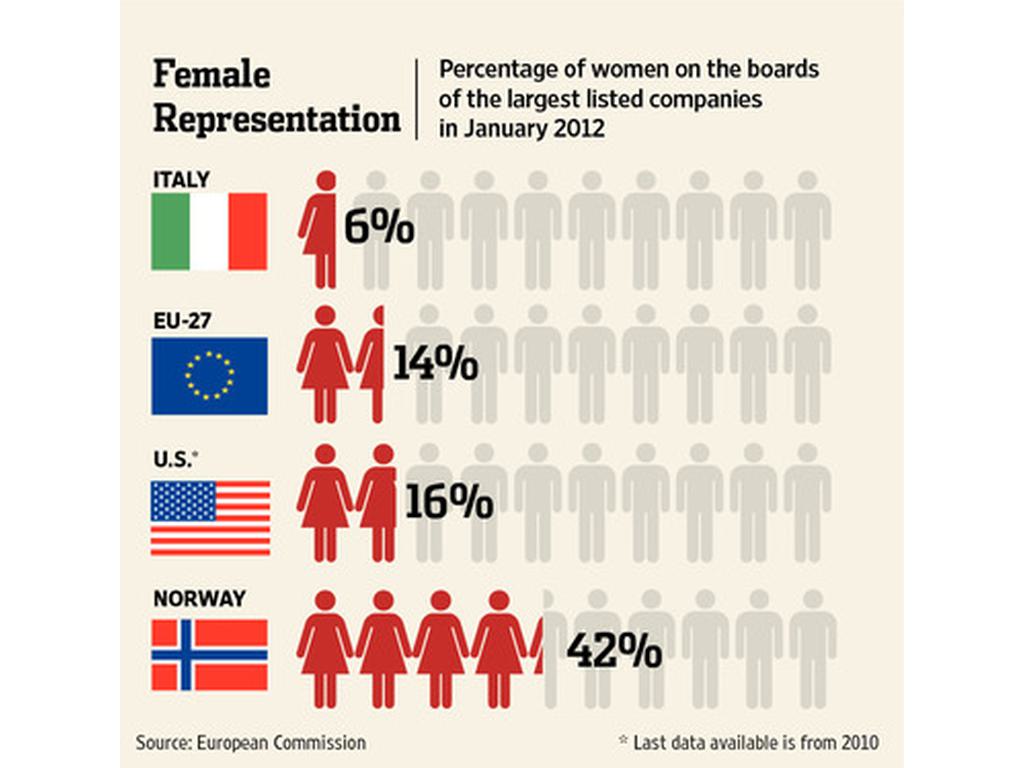 Female
Representation
Percentage of women on the boards
of the largest listed companies
in January 2012
ITALY
6%
EU-27
14%
U.S.*
16%
NORWAY
42%
Source: European Commission
* Last data available is from 2010